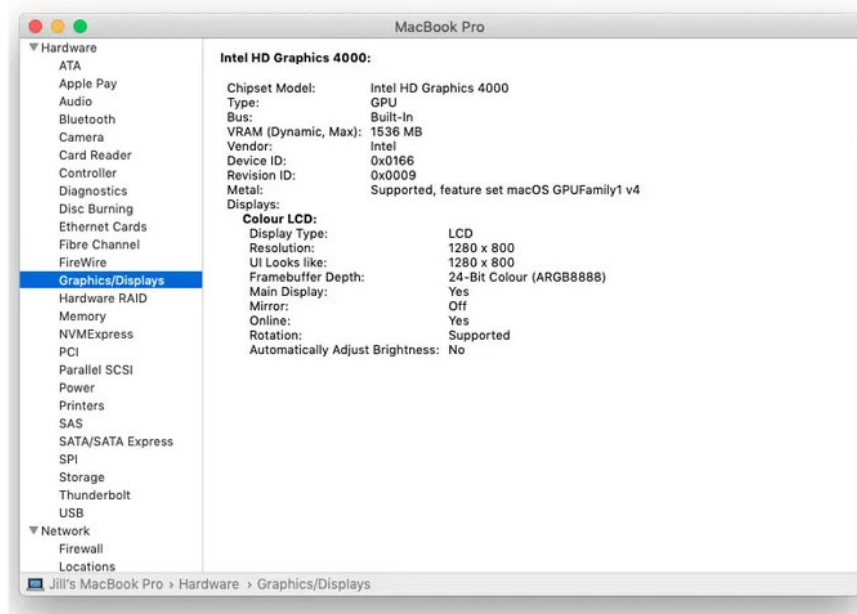 MacBook Pro
Hardware
ATA
Apple Pay
Audio
Bluetooth
Camera
Card Reader
Controller
Diagnostics
Disc Burning
Ethernet Cards
Fibre Channel
FireWire
Graphics/Displays
Hardware RAID
Memory
NVMExpress
PCI
Parallel SCSI
Power
Printers
SAS
SATA/SATA Express
SPI
Storage
Thunderbolt
USB
Network
Firewall
Locations
Intel HD Graphics 4000:
Chipset Model: Intel HD Graphics 4000
Type: GPU
Bus: Built-In
VRAM (Dynamic, Max): 1536 MB
Vendor: Intel
Device ID: 0x0166
Revision ID: 0x0009
Metal: Supported, feature set macOS GPUFamily1 v4
Displays:
Colour LCD:
Display Type: LCD
Resolution: 1280 x 800
UI Looks like: 1280 x 800
Framebuffer Depth: 24-Bit Colour (ARGB8888)
Main Display: Yes
Mirror: Off
Online: Yes
Rotation: Supported
Automatically Adjust Brightness: No
Jill's MacBook Pro › Hardware › Graphics/Displays